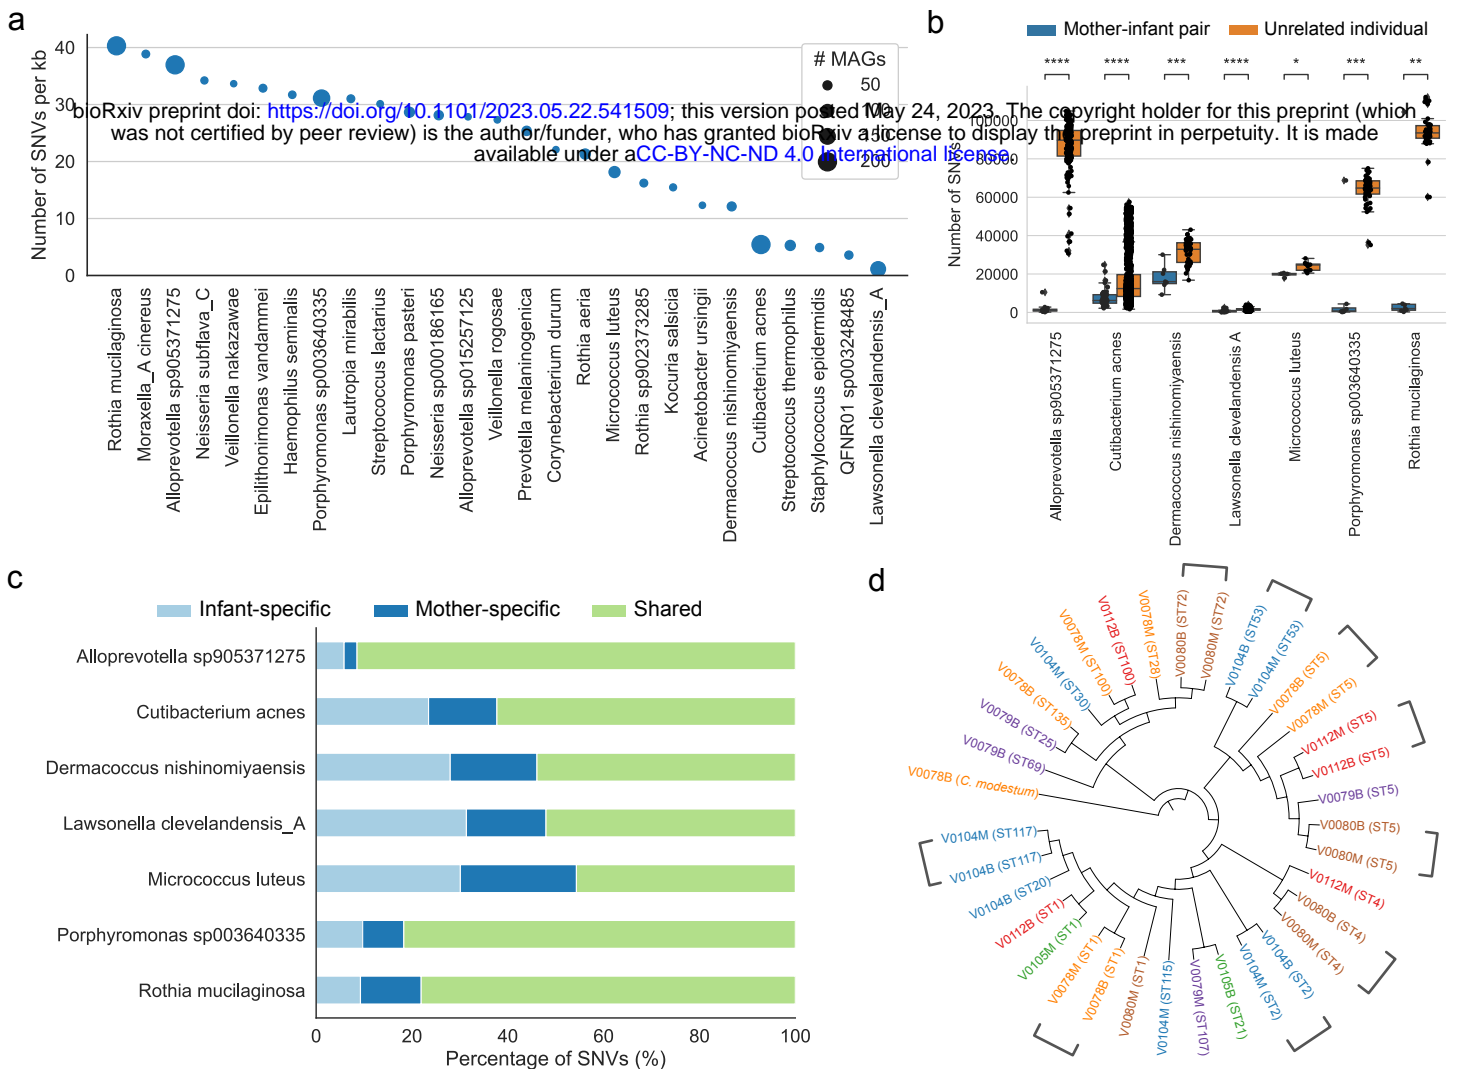 a
Number of SNVs per kb
40
30
20
10
0
# MAGs
50
100
150
200
bioRxiv preprint doi: https://doi.org/10.1101/2023.05.22.541509; this version posted May 24, 2023. The copyright holder for this preprint (which
was not certified by peer review) is the author/funder, who has granted bioRxiv a license to display the preprint in perpetuity. It is made
available under aCC-BY-NC-ND 4.0 International license.
Rothia mucilaginosa
Moraxella_A cinereus
Alloprevotella sp905371275
Neisseria subflava_C
Veillonella nakazawae
Epilithonimonas vandammei
Haemophilus seminalis
Porphyromonas sp003640335
Lautropia mirabilis
Streptococcus lactarius
Porphyromonas pasteri
Neisseria sp000186165
Alloprevotella sp015257125
Veillonella rogosae
Prevotella melaninogenica
Corynebacterium durum
Rothia aeria
Micrococcus luteus
Rothia sp902373285
Kocuria salsicia
Acinetobacter ursingii
Dermacoccus nishinomiyaensis
Cutibacterium acnes
Streptococcus thermophilus
Staphylococcus epidermidis
QFNR01 sp003248485
Lawsonella clevelandensis_A
b
Mother-infant pair
Unrelated individual
****
****
***
****
*
***
**
Number of SNVs
100000
80000
60000
40000
20000
0
Alloprevotella sp905371275
Cutibacterium acnes
Dermacoccus nishinomiyaensis
Lawsonella clevelandensis A
Micrococcus luteus
Porphyromonas sp003640335
Rothia mucilaginosa
c
Infant-specific
Mother-specific
Shared
Alloprevotella sp905371275
Cutibacterium acnes
Dermacoccus nishinomiyaensis
Lawsonella clevelandensis_A
Micrococcus luteus
Porphyromonas sp003640335
Rothia mucilaginosa
0
20
40
60
80
100
Percentage of SNVs (%)
d
V0078B (C. modestum)
V0079B (ST69)
V0079B (ST25)
V0078B (ST135)
V0104M (ST30)
V0078M (ST100)
V0112B (ST100)
V0078M (ST28)
V0080B (ST72)
V0080M (ST72)
V0104B (ST53)
V0104M (ST53)
V0078B (ST5)
V0078M (ST5)
V0112M (ST5)
V0112B (ST5)
V0079B (ST5)
V0080B (ST5)
V0080M (ST5)
V0112M (ST4)
V0080B (ST4)
V0080M (ST4)
V0104B (ST2)
V0104M (ST2)
V0105B (ST21)
V0079M (ST107)
V0104M (ST115)
V0080M (ST1)
V0078B (ST1)
V0078M (ST1)
V0105M (ST1)
V0112B (ST1)
V0104B (ST20)
V0104B (ST117)
V0104M (ST117)